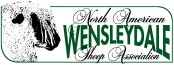 North American
WENSLEYDALE
Sheep Association